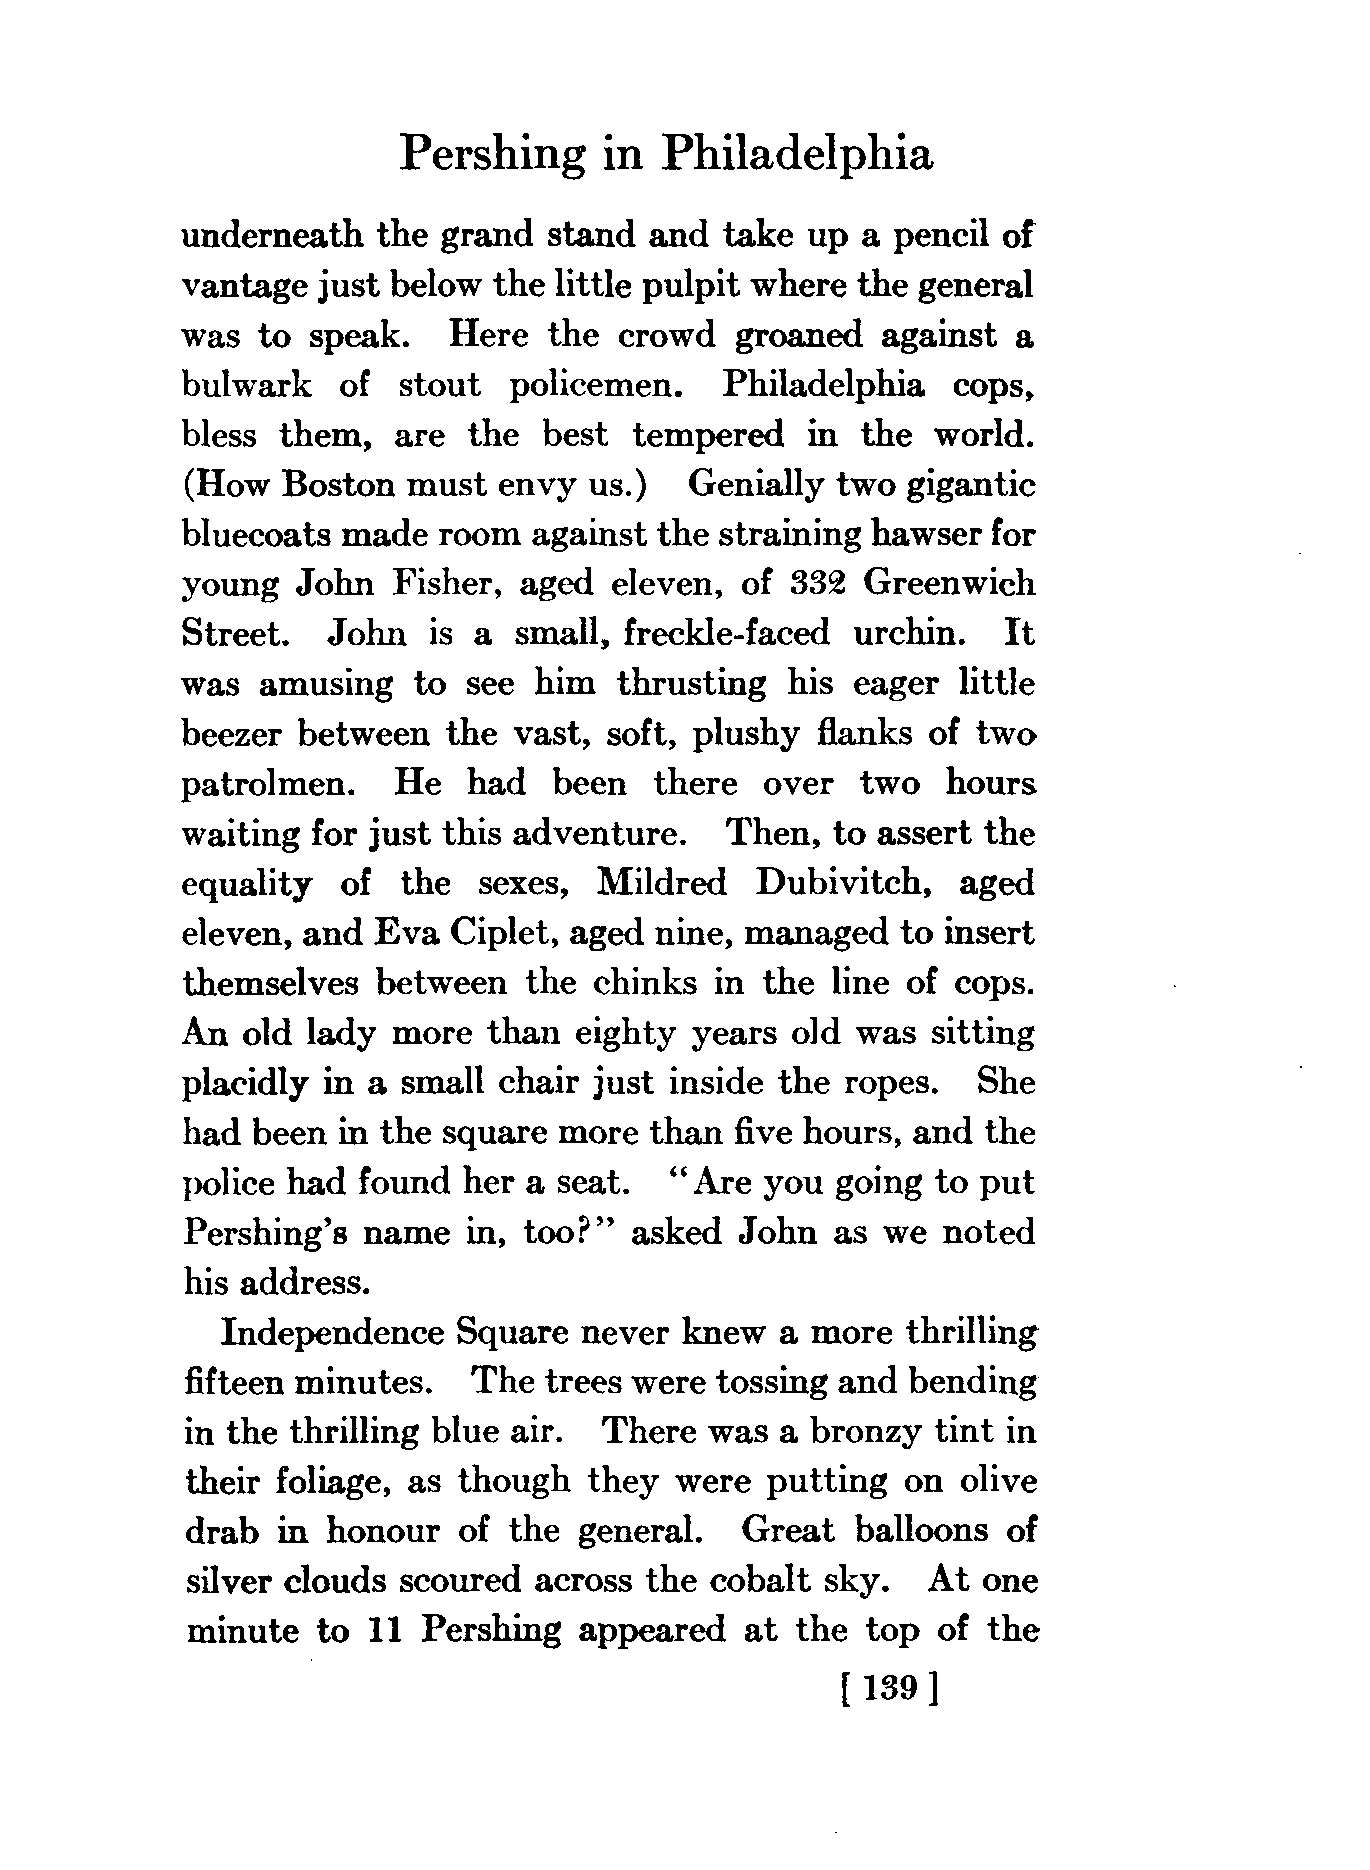 Pershing in Philadelphia
underneath the grand stand and take up a pencil of
vantage just below the little pulpit where the general
was to speak. Here the crowd groaned against a
bulwark of stout policemen. Philadelphia cops,
bless them, are the best tempered in the world.
(How Boston must envy us.) Genially two gigantic
bluecoats made room against the straining hawser for
young John Fisher, aged eleven, of 332 Greenwich
Street. John is a small, freckle-faced urchin. It
was amusing to see him thrusting his eager little
beezer between the vast, soft, plushy flanks of two
patrolmen. He had been there over two hours
waiting for just this adventure. Then, to assert the
equality of the sexes, Mildred Dubivitch, aged
eleven, and Eva Ciplet, aged nine, managed to insert
themselves between the chinks in the line of cops.
An old lady more than eighty years old was sitting
placidly in a small chair just inside the ropes. She
had been in the square more than five hours, and the
police had found her a seat. "Are you going to put
Pershing's name in, too?" asked John as we noted
his address.
Independence Square never knew a more thrilling
fifteen minutes. The trees were tossing and bending
in the thrilling blue air. There was a bronzy tint in
their foliage, as though they were putting on olive
drab in honour of the general. Great balloons of
silver clouds scoured across the cobalt sky. At one
minute to 11 Pershing appeared at the top of the
[ 139 ]